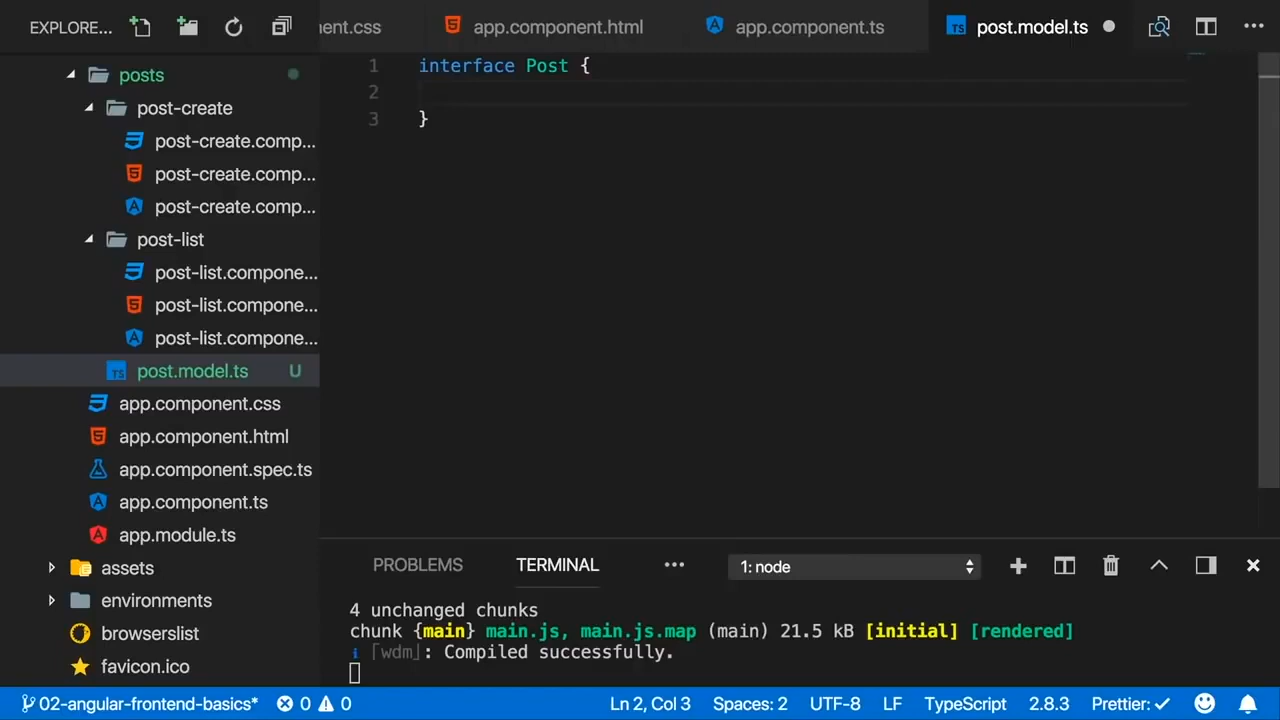 EXPLORE...
nent.css
app.component.html
app.component.ts
post.model.ts
posts
post-create
post-create.comp...
post-create.comp...
post-create.comp...
post-list
post-list.compone...
post-list.compone...
post-list.compone...
post.model.ts U
app.component.css
app.component.html
app.component.spec.ts
app.component.ts
app.module.ts
assets
environments
browserslist
favicon.ico
1 interface Post {
2
3 }
PROBLEMS TERMINAL ... 1: node
4 unchanged chunks
chunk {main} main.js, main.js.map (main) 21.5 kB [initial] [rendered]
i ｢wdm｣: Compiled successfully.
02-angular-frontend-basics* 0 0 Ln 2, Col 3 Spaces: 2 UTF-8 LF TypeScript 2.8.3 Prettier: ✓